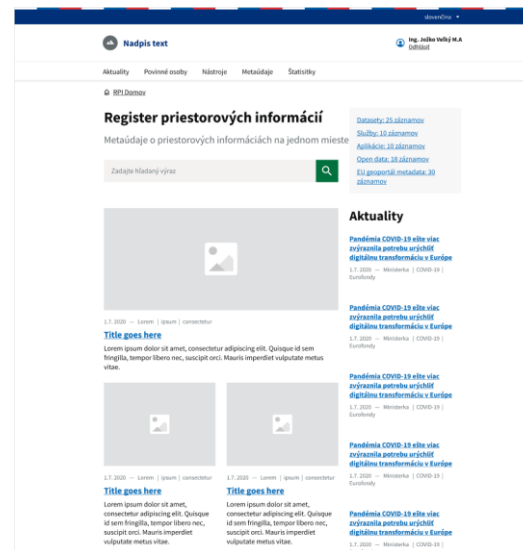 slovenčina
Nadpis text
Ing. Jožko Veľký M.A
Odhlásiť
Aktuality Povinné osoby Nástroje Metaúdaje Štatisitky
RPI Domov
Register priestorových informácií
Metaúdaje o priestorových informáciách na jednom mieste
Zadajte hľadaný výraz
Datasety: 25 záznamov
Služby: 10 záznamov
Aplikácie: 10 záznamov
Open data: 18 záznamov
EU geoportál metadata: 30
záznamov
1.7. 2020 — Lorem | ipsum | consectetur
Title goes here
Lorem ipsum dolor sit amet, consectetur adipiscing elit. Quisque id sem
fringilla, tempor libero nec, suscipit orci. Mauris imperdiet vulputate metus
vitae.
1.7. 2020 — Lorem | ipsum | consectetur
Title goes here
Lorem ipsum dolor sit amet,
consectetur adipiscing elit. Quisque
id sem fringilla, tempor libero nec,
suscipit orci. Mauris imperdiet
vulputate metus vitae.
1.7. 2020 — Lorem | ipsum | consectetur
Title goes here
Lorem ipsum dolor sit amet,
consectetur adipiscing elit. Quisque
id sem fringilla, tempor libero nec,
suscipit orci. Mauris imperdiet
vulputate metus vitae.
Aktuality
Pandémia COVID-19 ešte viac
zvýraznila potrebu urýchliť
digitálnu transformáciu v Európe
1.7. 2020 — Ministerka | COVID-19 |
Eurofondy
Pandémia COVID-19 ešte viac
zvýraznila potrebu urýchliť
digitálnu transformáciu v Európe
1.7. 2020 — Ministerka | COVID-19 |
Eurofondy
Pandémia COVID-19 ešte viac
zvýraznila potrebu urýchliť
digitálnu transformáciu v Európe
1.7. 2020 — Ministerka | COVID-19 |
Eurofondy
Pandémia COVID-19 ešte viac
zvýraznila potrebu urýchliť
digitálnu transformáciu v Európe
1.7. 2020 — Ministerka | COVID-19 |
Eurofondy
Pandémia COVID-19 ešte viac
zvýraznila potrebu urýchliť
digitálnu transformáciu v Európe
1.7. 2020 — Ministerka | COVID-19 |